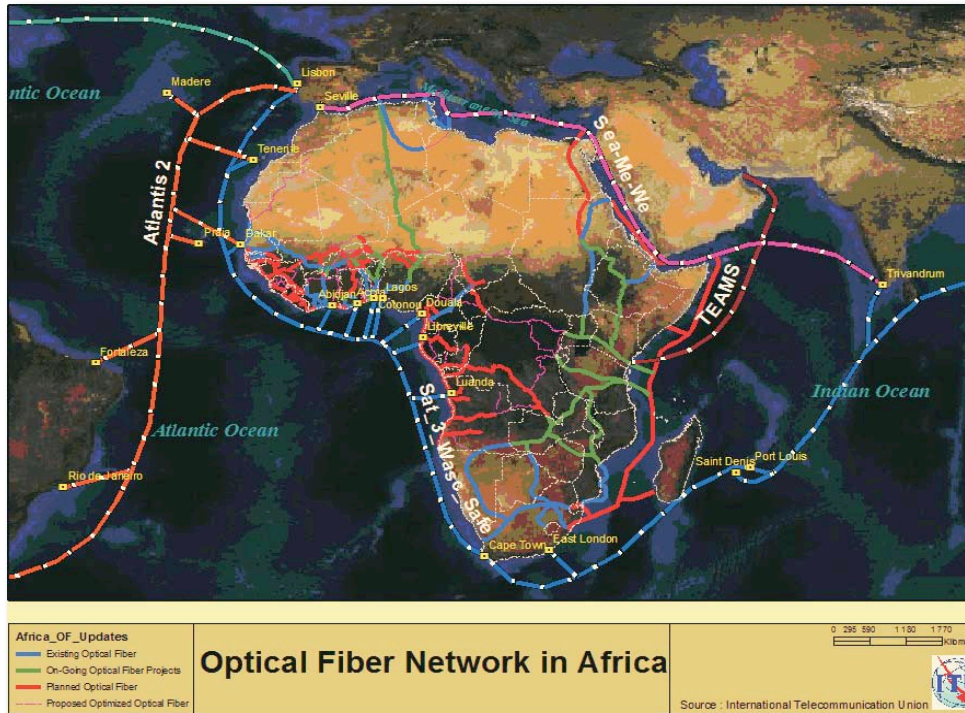 Lisbon
Madere
ntic Ocean
Seville
Sea-Me-We
Tenerife
Atlantis 2
Praia
Dakar
TEAMS
Trivandrum
Lagos
Accra
Abidjan
Cotonou
Douala
Libreville
Fortaleza
Luanda
Indian Ocean
Atlantic Ocean
Sat_3_Wasc_Safe
Saint Denis
Port Louis
Rio de Janeiro
East London
Cape Town
Africa_OF_Updates
Existing Optical Fiber
On-Going Optical Fiber Projects
Planned Optical Fiber
Proposed Optimized Optical Fiber
Optical Fiber Network in Africa
0 295 590 1 180 1 770
Kilom
Source : International Telecommunication Union